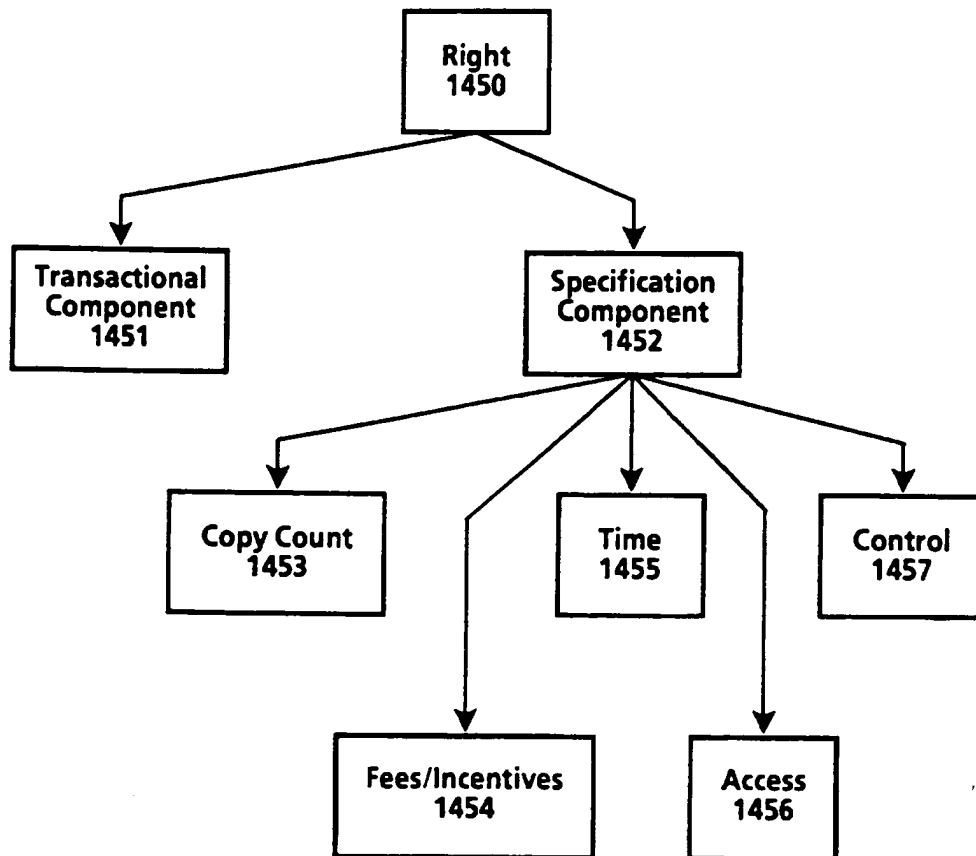 Right
1450
Transactional
Component
1451
Specification
Component
1452
Copy Count
1453
Time
1455
Control
1457
Fees/Incentives
1454
Access
1456